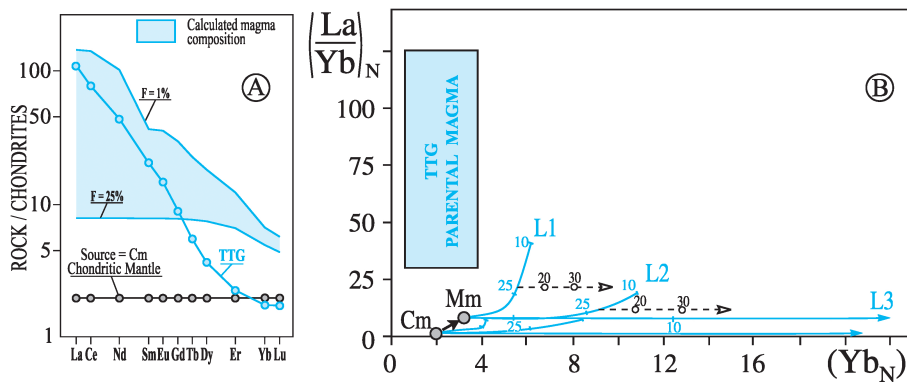 Calculated magma
composition
A
F = 1%
F = 25%
Source = Cm
Chondritic Mantle
TTG
ROCK / CHONDRITES
100
50
10
5
1
La Ce Nd Sm Eu Gd Tb Dy Er Yb Lu
(La/Yb)N
B
TTG
PARENTAL MAGMA
100
75
50
25
0
10 L1
25 20 30
10 L2
25 20 30
Mm
Cm
L3
25 10
0 4 8 12 16 (YbN)